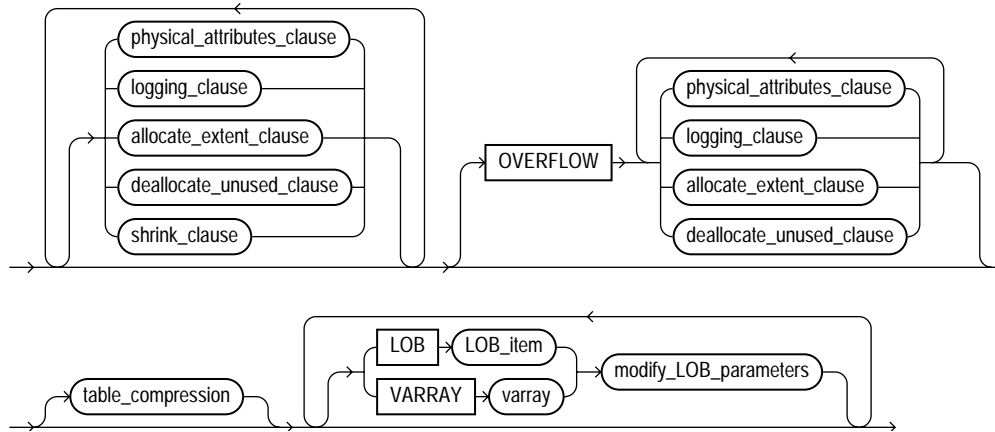 physical_attributes_clause
logging_clause
allocate_extent_clause
deallocate_unused_clause
shrink_clause
OVERFLOW
physical_attributes_clause
logging_clause
allocate_extent_clause
deallocate_unused_clause
table_compression
LOB LOB_item
VARRAY varray
modify_LOB_parameters